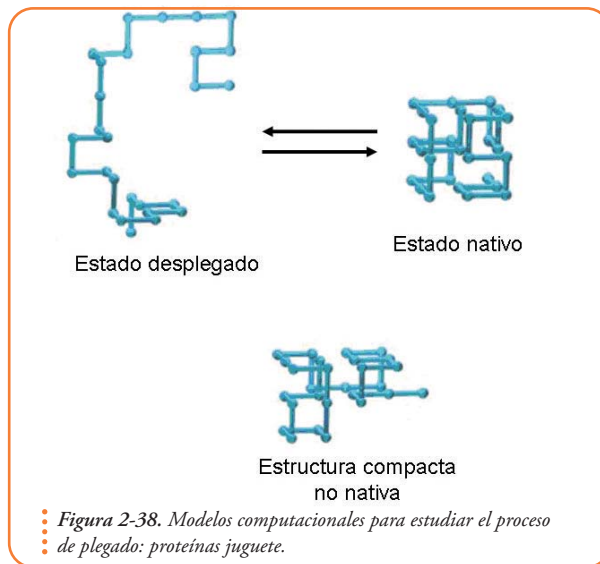 Estado desplegado
Estado nativo
Estructura compacta
no nativa
Figura 2-38. Modelos computacionales para estudiar el proceso
de plegado: proteínas juguete.